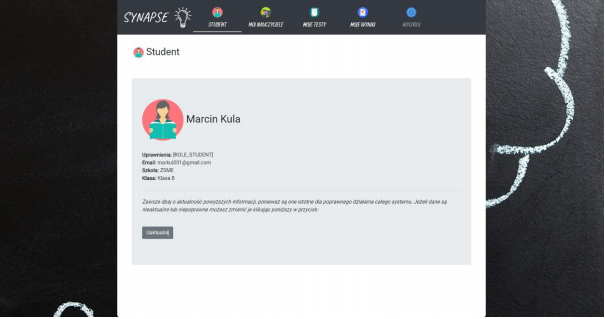 SYNAPSE
STUDENT
MOI NAUCZYCIELE
MOJE TESTY
MOJE WYNIKI
WYLOGUJ
Student
Marcin Kula
Uprawnienia: [ROLE_STUDENT]
Email: markul001@gmail.com
Szkoła: ZSME
Klasa: Klasa B
Zawsze dbaj o aktualność powyższych informacji, ponieważ są one istotne dla poprawnego działania całego systemu. Jeżeli dane są
nieaktualne lub niepoprawne możesz zmienić je klikając poniższy w przycisk:
Uaktualnij